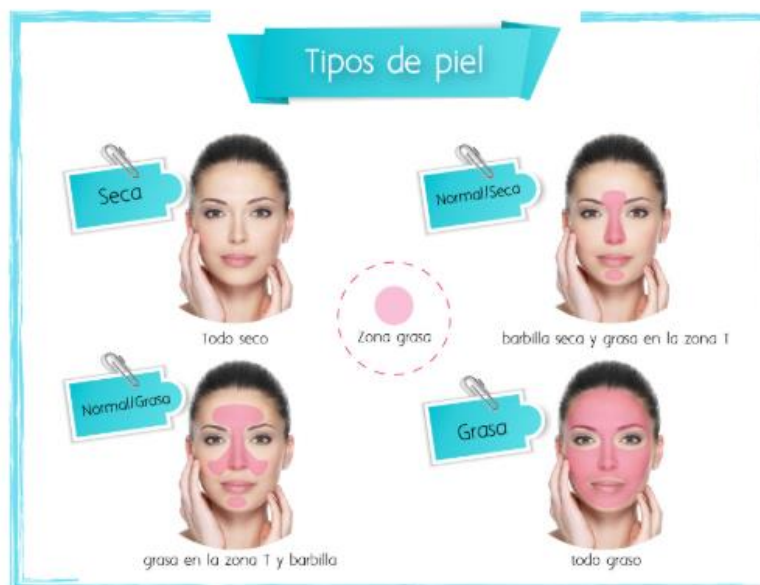 Tipos de piel
Seca
Todo seco
Normal/Seca
barbilla seca y grasa en la zona T
Zona grasa
Normal/Grasa
grasa en la zona T y barbilla
Grasa
todo graso